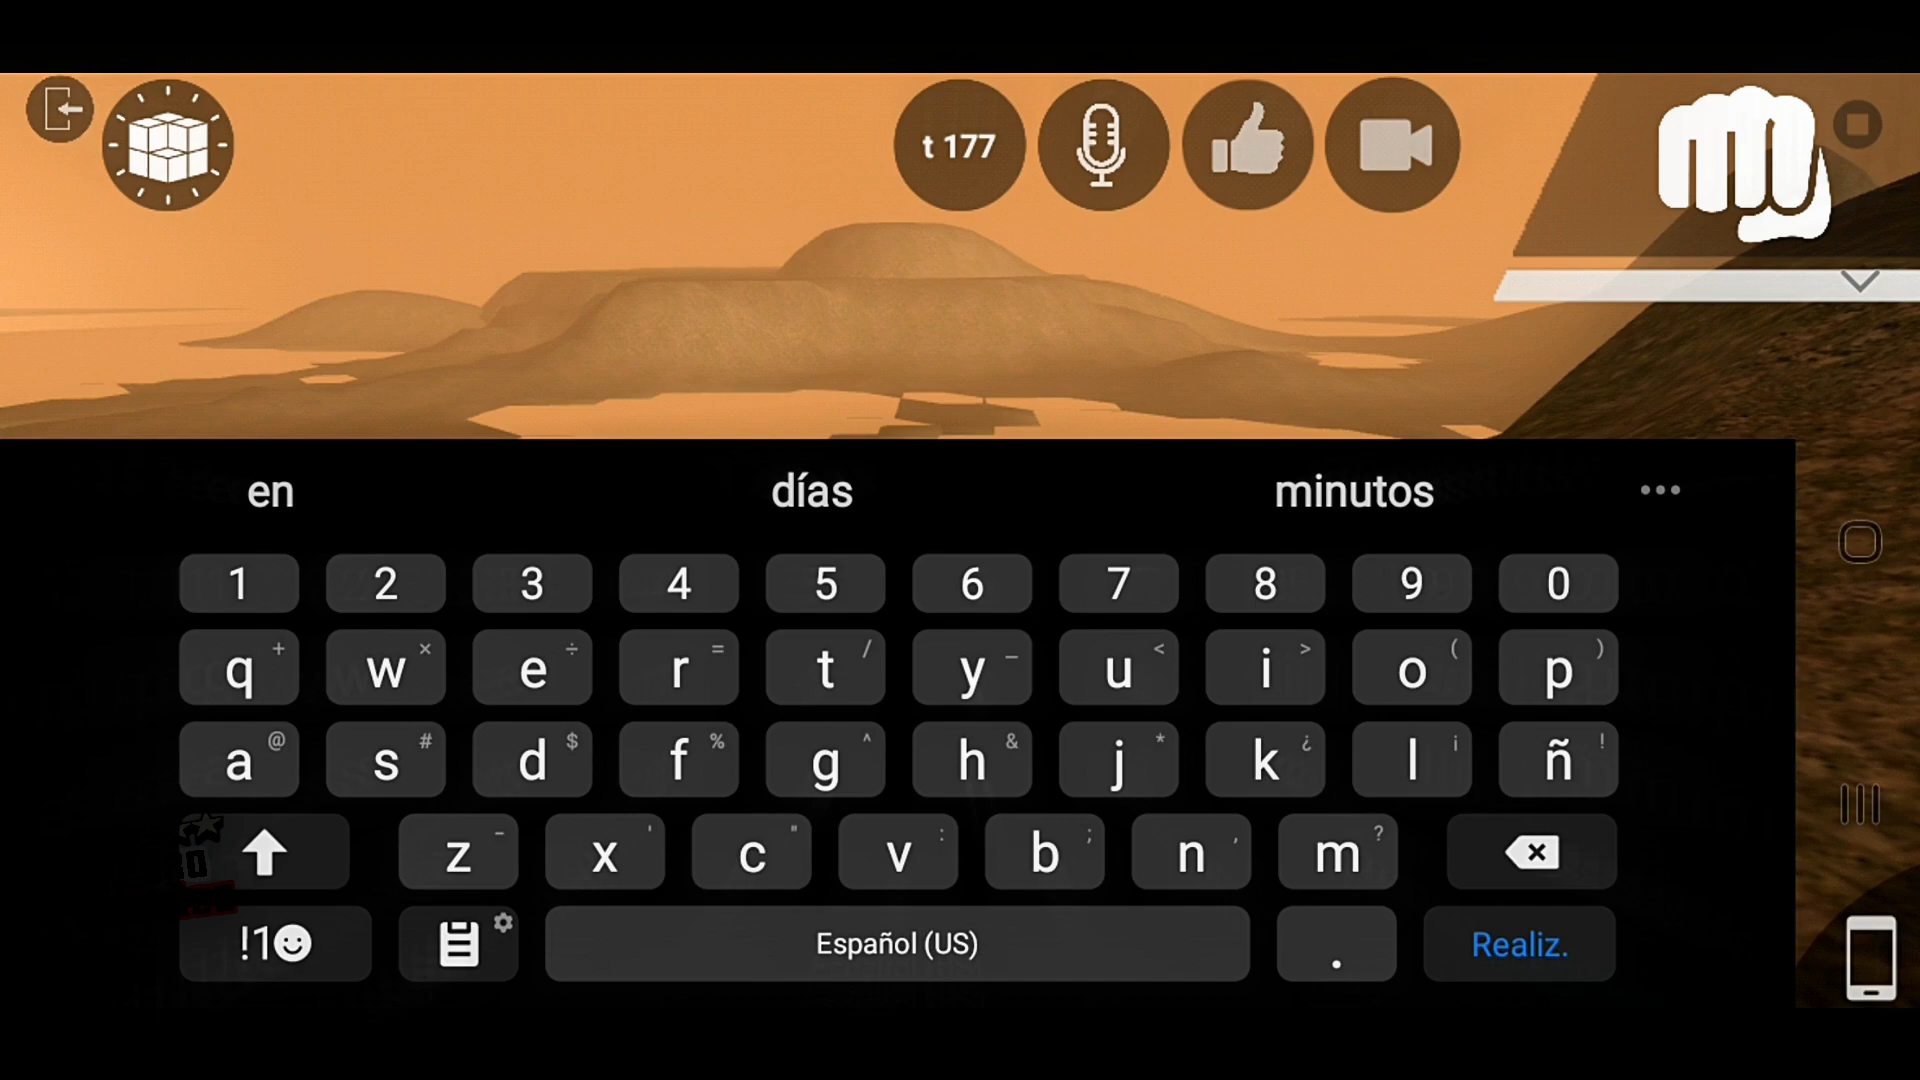 t 177
en días minutos
1 2 3 4 5 6 7 8 9 0
q + w × e ÷ r = t / y _ u < i > o ( p )
a @ s # d $ f % g ^ h & j * k ¿ l ¡ ñ !
z - x ' c " v : b ; n , m ?
!1 Español (US) . Realiz.